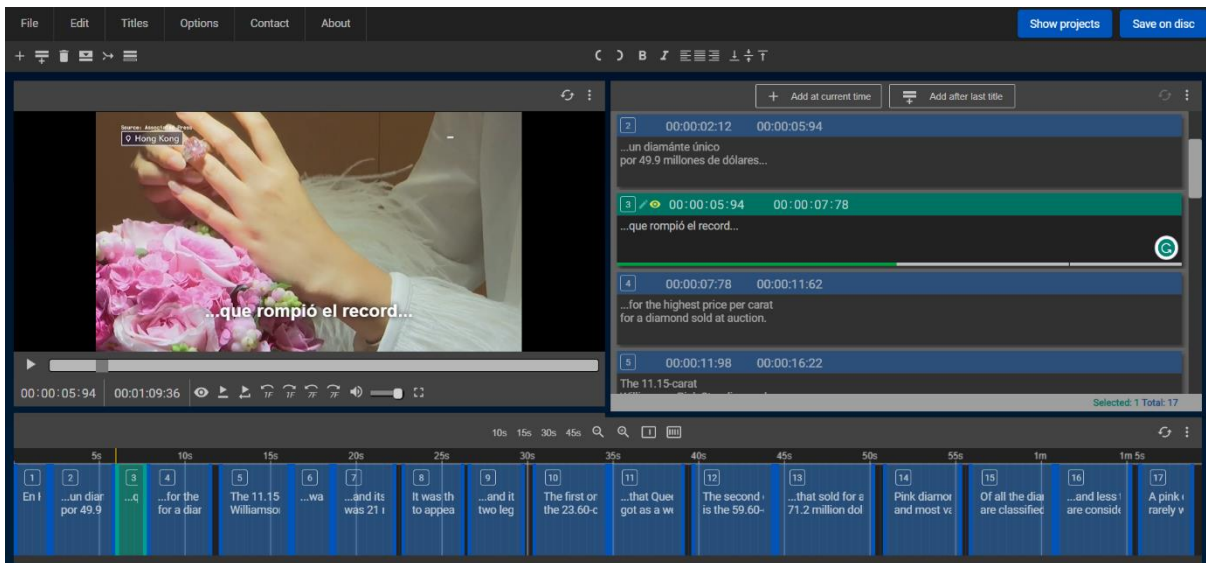 File Edit Titles Options Contact About Show projects Save on disc
B I
Source: Associated Press
Hong Kong
...que rompió el record...
00:00:05:94 00:01:09:36 1F 1F 7F 7F
+ Add at current time Add after last title
2 00:00:02:12 00:00:05:94
...un diamánte único
por 49.9 millones de dólares...
3 00:00:05:94 00:00:07:78
...que rompió el record...
4 00:00:07:78 00:00:11:62
...for the highest price per carat
for a diamond sold at auction.
5 00:00:11:98 00:00:16:22
The 11.15-carat
Selected: 1 Total: 17
10s 15s 30s 45s
5s 10s 15s 20s 25s 30s 35s 40s 45s 50s 55s 1m 1m 5s
1 2 3 4 5 6 7 8 9 10 11 12 13 14 15 16 17
En ...un diar ...q ...for the The 11.15 ...wa ...and its It was th ...and it The first or ...that Quee The second ...that sold for a Pink diamor Of all the diar ...and less A pink
por 49.9 for a diar Williamso was 21 to appea two leg the 23.60-c got as a we is the 59.60- 71.2 million dol and most va are classified are conside rarely w